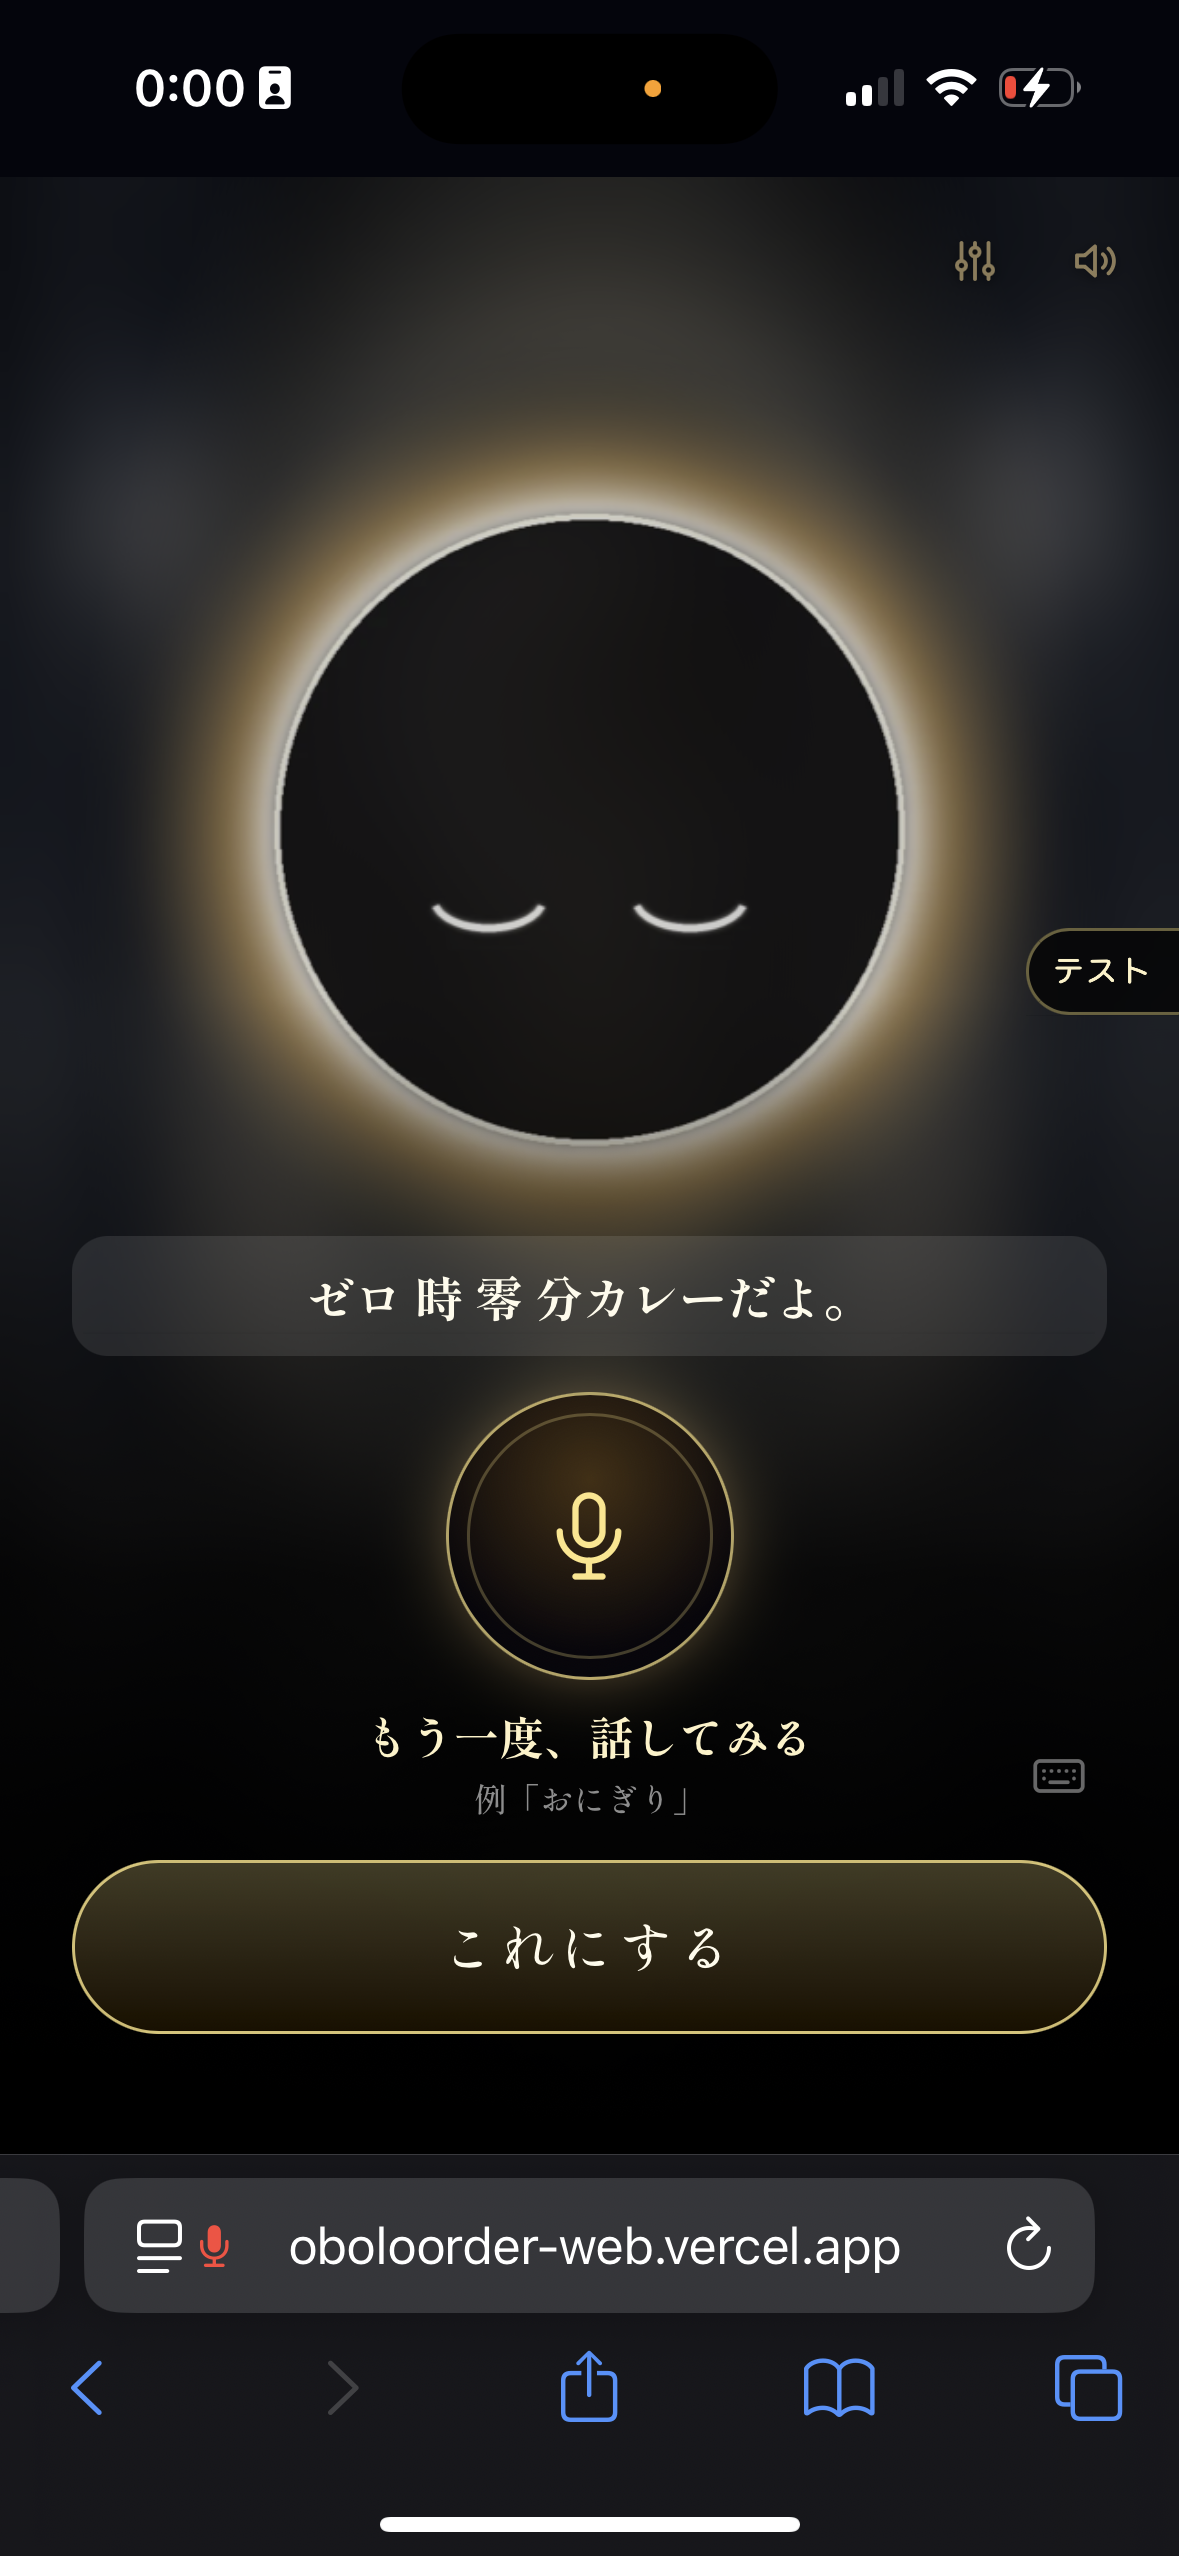 0:00
テスト
ゼロ 時 零 分カレーだよ。
もう一度、話してみる
例「おにぎり」
これにする
oboloorder-web.vercel.app